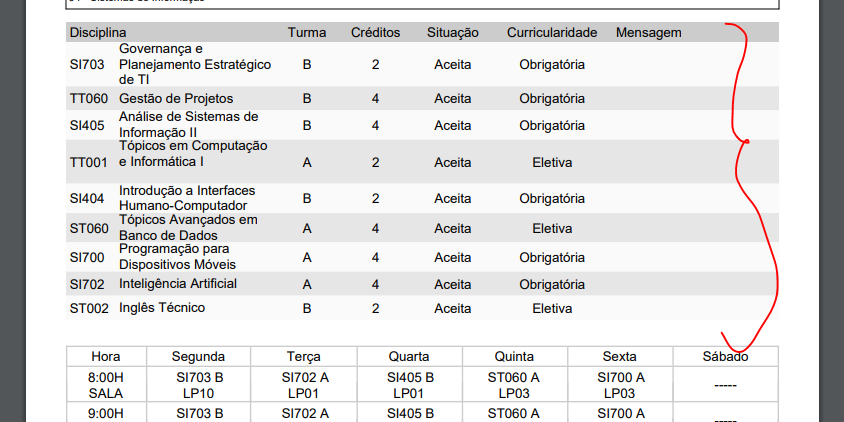 Disciplina Turma Créditos Situação Curricularidade Mensagem
SI703 Governança e Planejamento Estratégico de TI B 2 Aceita Obrigatória
TT060 Gestão de Projetos B 4 Aceita Obrigatória
SI405 Análise de Sistemas de Informação II B 4 Aceita Obrigatória
TT001 Tópicos em Computação e Informática I A 2 Aceita Eletiva
SI404 Introdução a Interfaces Humano-Computador B 2 Aceita Obrigatória
ST060 Tópicos Avançados em Banco de Dados A 4 Aceita Eletiva
SI700 Programação para Dispositivos Móveis A 4 Aceita Obrigatória
SI702 Inteligência Artificial A 4 Aceita Obrigatória
ST002 Inglês Técnico B 2 Aceita Eletiva
Hora Segunda Terça Quarta Quinta Sexta Sábado
8:00H SI703 B SI702 A SI405 B ST060 A SI700 A -----
SALA LP10 LP01 LP01 LP03 LP03
9:00H SI703 B SI702 A SI405 B ST060 A SI700 A